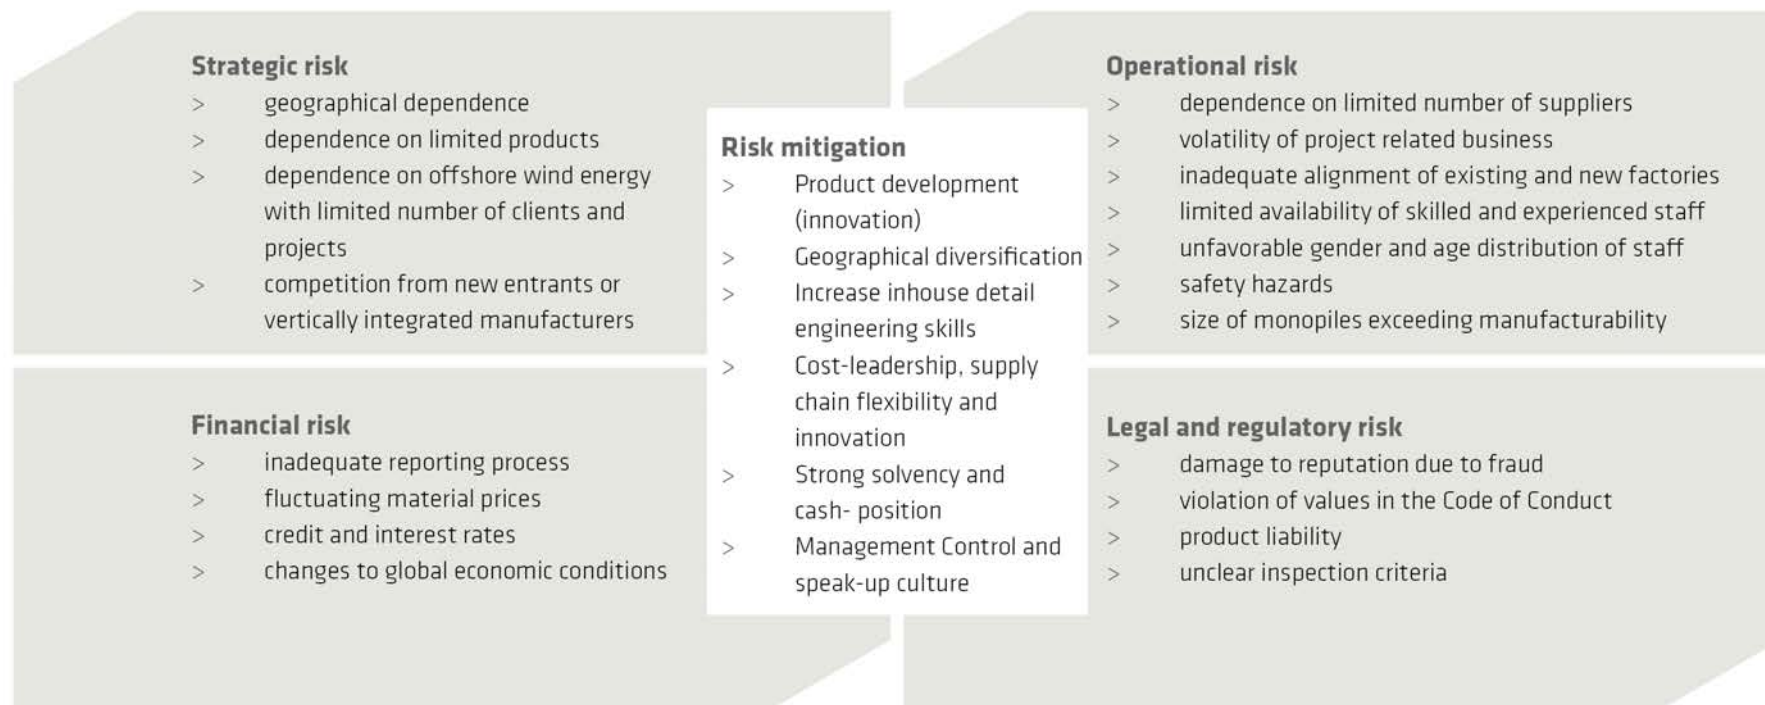 Strategic risk
> geographical dependence
> dependence on limited products
> dependence on offshore wind energy
with limited number of clients and
projects
> competition from new entrants or
vertically integrated manufacturers
Risk mitigation
> Product development
(innovation)
> Geographical diversification
> Increase inhouse detail
engineering skills
> Cost-leadership, supply
chain flexibility and
innovation
> Strong solvency and
cash- position
> Management Control and
speak-up culture
Operational risk
> dependence on limited number of suppliers
> volatility of project related business
> inadequate alignment of existing and new factories
> limited availability of skilled and experienced staff
> unfavorable gender and age distribution of staff
> safety hazards
> size of monopiles exceeding manufacturability
Financial risk
> inadequate reporting process
> fluctuating material prices
> credit and interest rates
> changes to global economic conditions
Legal and regulatory risk
> damage to reputation due to fraud
> violation of values in the Code of Conduct
> product liability
> unclear inspection criteria